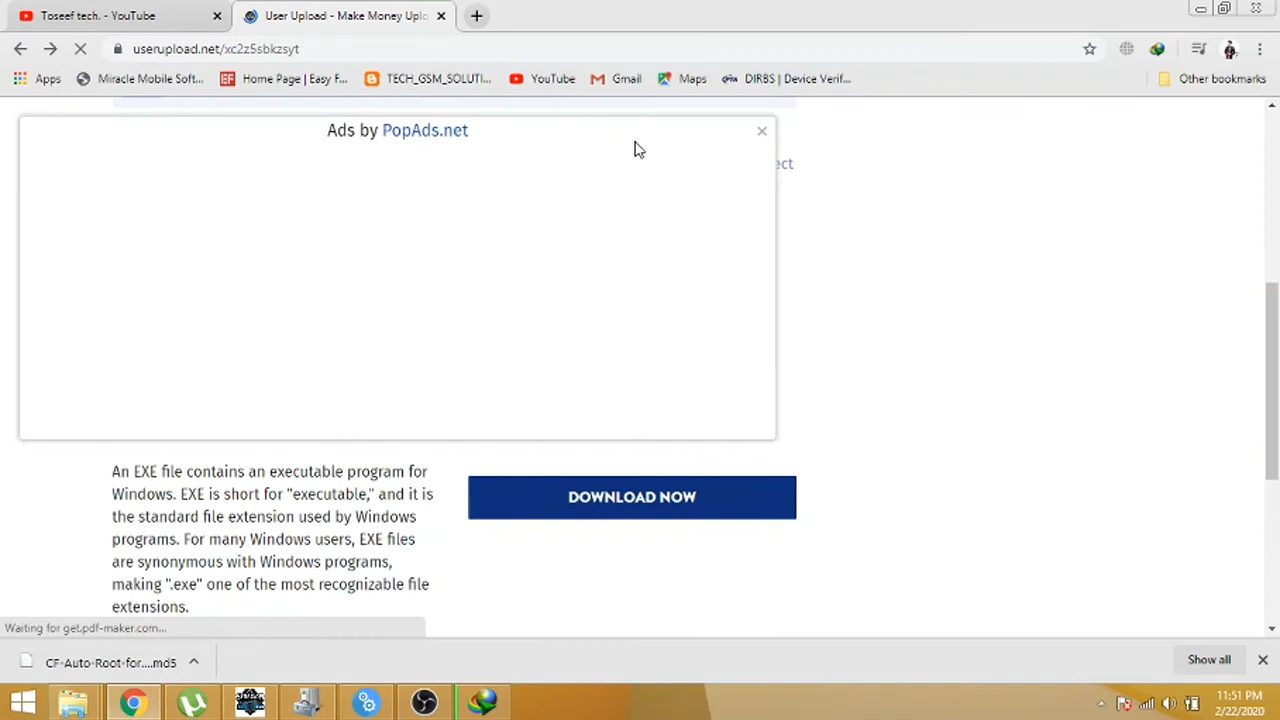 Toseef tech. - YouTube
User Upload - Make Money Uplo
userupload.net/xc2z5sbkzsyt
Apps
Miracle Mobile Soft...
Home Page | Easy F...
TECH_GSM_SOLUTI...
YouTube
Gmail
Maps
DIRBS | Device Verif...
Other bookmarks
Ads by PopAds.net
ect
An EXE file contains an executable program for
Windows. EXE is short for "executable," and it is
the standard file extension used by Windows
programs. For many Windows users, EXE files
are synonymous with Windows programs,
making ".exe" one of the most recognizable file
extensions.
DOWNLOAD NOW
Waiting for get.pdf-maker.com...
CF-Auto-Root-for....md5
Show all
11:51 PM
2/22/2020